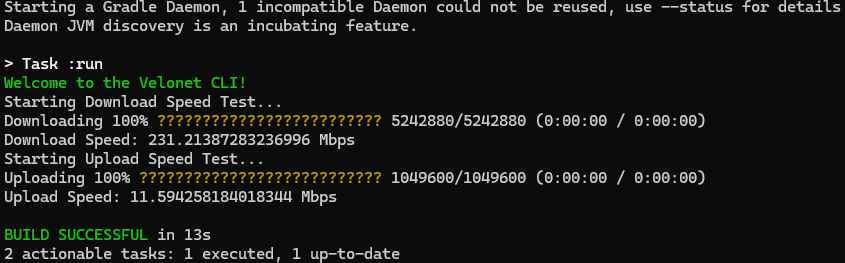 Starting a Gradle Daemon, 1 incompatible Daemon could not be reused, use --status for details
Daemon JVM discovery is an incubating feature.
> Task :run
Welcome to the Velonet CLI!
Starting Download Speed Test...
Downloading 100% ????????????????????????? 5242880/5242880 (0:00:00 / 0:00:00)
Download Speed: 231.21387283236996 Mbps
Starting Upload Speed Test...
Uploading 100% ??????????????????????????? 1049600/1049600 (0:00:00 / 0:00:00)
Upload Speed: 11.594258184018344 Mbps
BUILD SUCCESSFUL in 13s
2 actionable tasks: 1 executed, 1 up-to-date